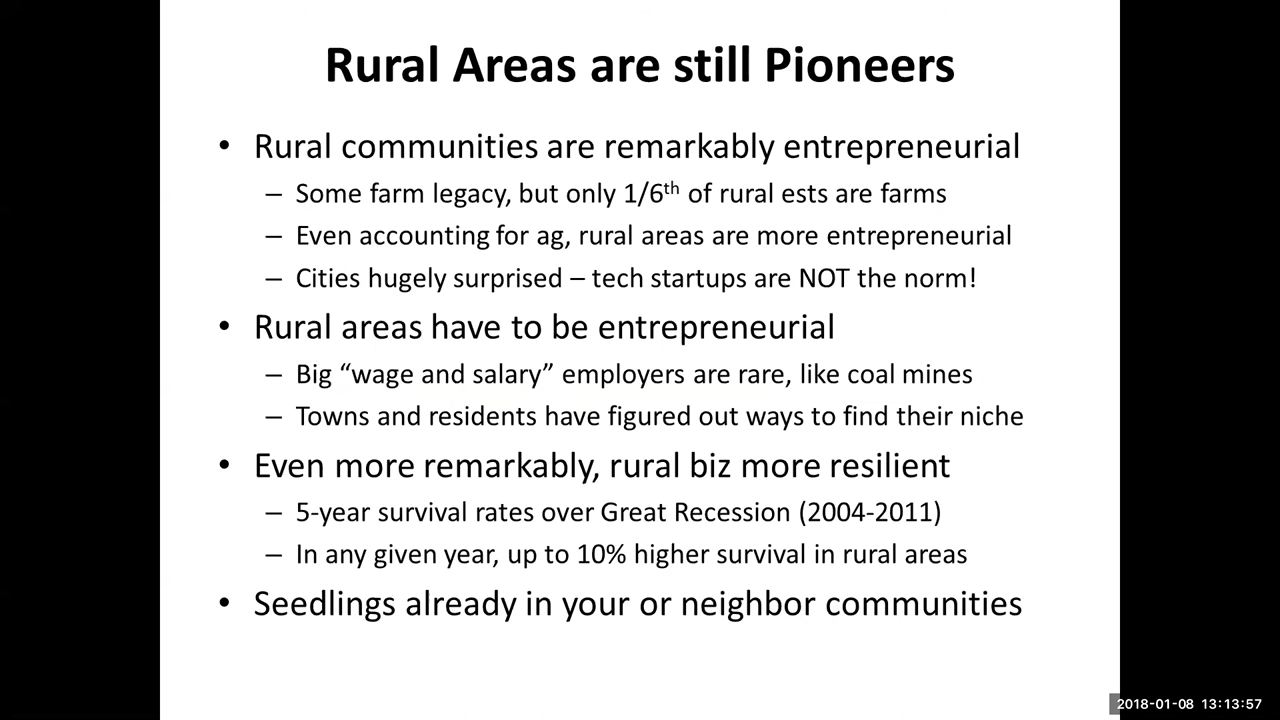 Rural Areas are still Pioneers
• Rural communities are remarkably entrepreneurial
– Some farm legacy, but only 1/6th of rural ests are farms
– Even accounting for ag, rural areas are more entrepreneurial
– Cities hugely surprised – tech startups are NOT the norm!
• Rural areas have to be entrepreneurial
– Big “wage and salary” employers are rare, like coal mines
– Towns and residents have figured out ways to find their niche
• Even more remarkably, rural biz more resilient
– 5-year survival rates over Great Recession (2004-2011)
– In any given year, up to 10% higher survival in rural areas
• Seedlings already in your or neighbor communities
2018-01-08 13:13:57